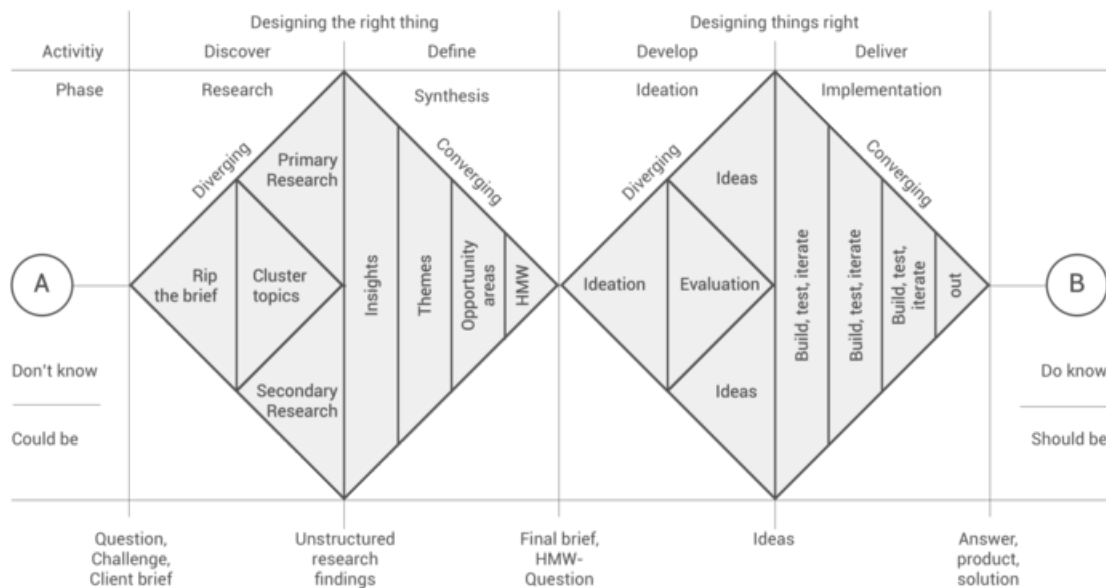 Designing the right thing
Designing things right
Activitiy
Discover
Define
Develop
Deliver
Phase
Research
Synthesis
Ideation
Implementation
Diverging
Converging
Diverging
Converging
Primary
Research
Rip
the brief
Cluster
topics
Secondary
Research
Insights
Themes
Opportunity
areas
HMW
Ideas
Ideation
Evaluation
Ideas
Build, test, iterate
Build, test, iterate
Build, test,
iterate
out
A
B
Don't know
Could be
Do know
Should be
Question,
Challenge,
Client brief
Unstructured
research
findings
Final brief,
HMW-
Question
Ideas
Answer,
product,
solution